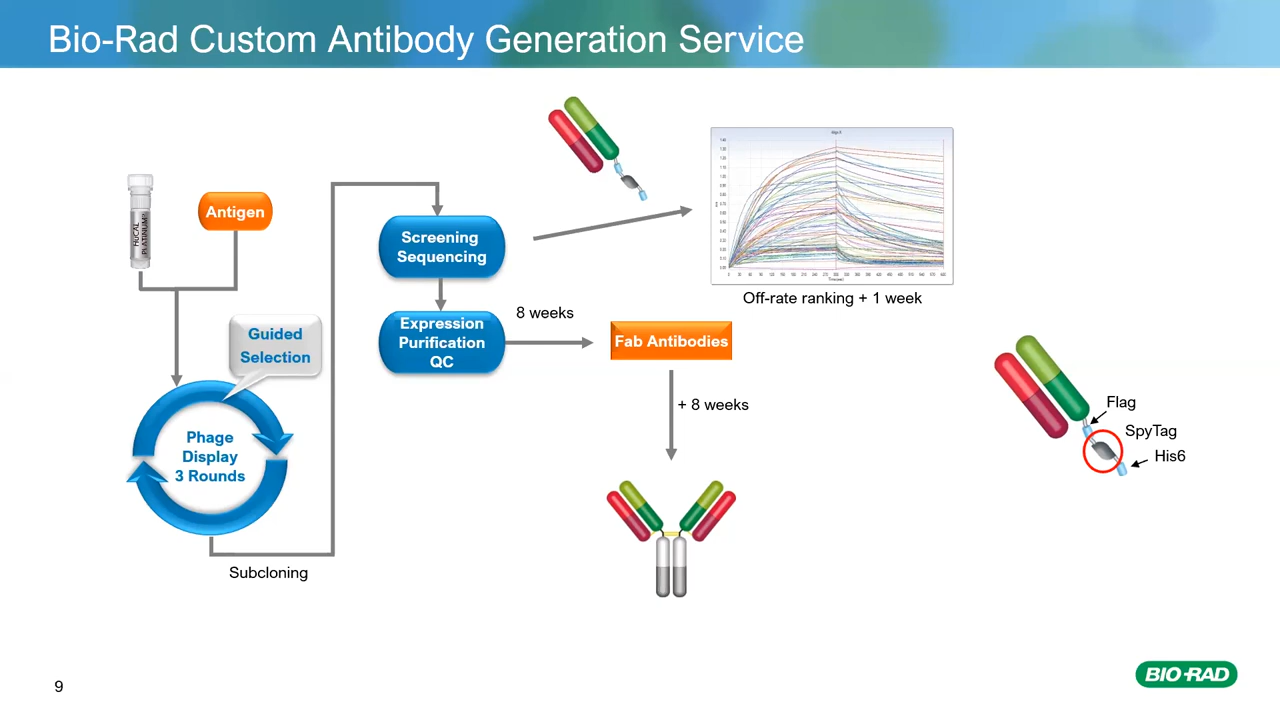 Bio-Rad Custom Antibody Generation Service
HuCAL
PLATINUM®
Antigen
Guided
Selection
Phage
Display
3 Rounds
Subcloning
Screening
Sequencing
Expression
Purification
QC
8 weeks
Fab Antibodies
+ 8 weeks
Off-rate ranking + 1 week
Flag
SpyTag
His6
9
BIO-RAD